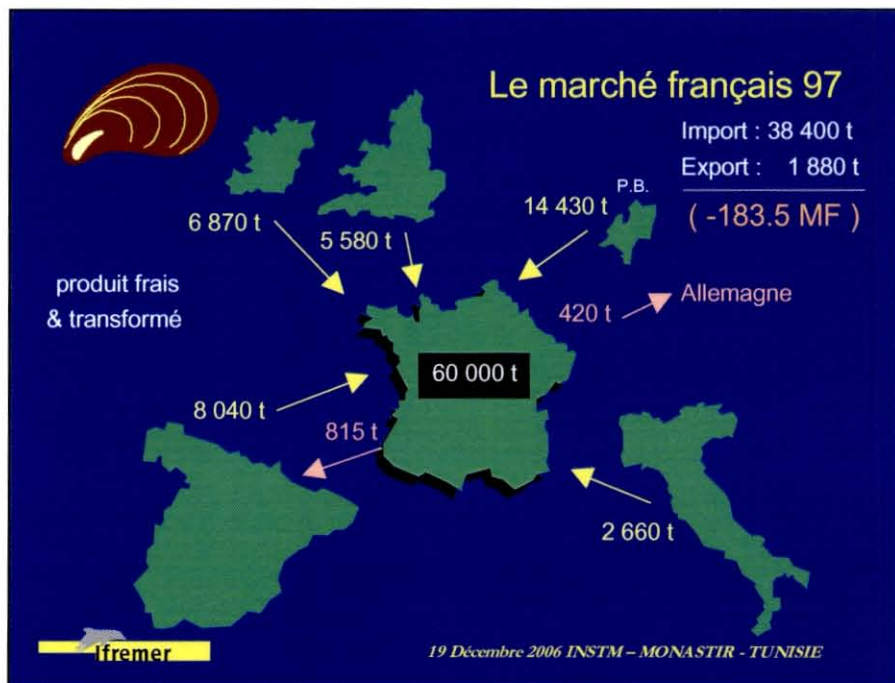 Le marché français 97
Import : 38 400 t
Export : 1 880 t
( -183.5 MF )
P.B.
6 870 t
5 580 t
14 430 t
produit frais
& transformé
420 t
Allemagne
60 000 t
8 040 t
815 t
2 660 t
Ifremer
19 Décembre 2006 INSTM – MONASTIR - TUNISIE